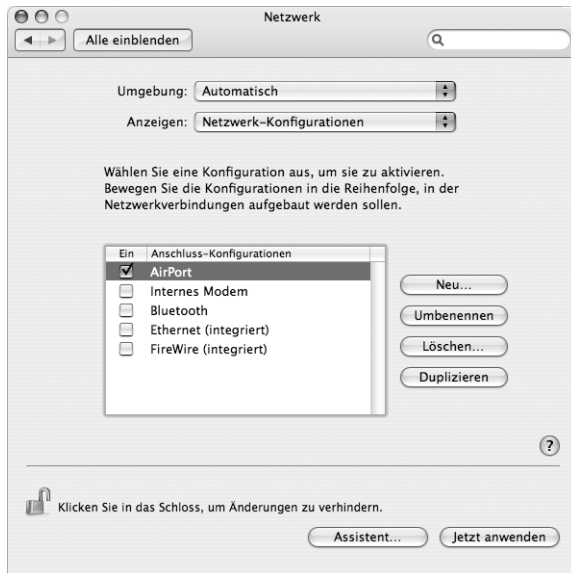 Netzwerk
Alle einblenden
Umgebung: Automatisch
Anzeigen: Netzwerk-Konfigurationen
Wählen Sie eine Konfiguration aus, um sie zu aktivieren.
Bewegen Sie die Konfigurationen in die Reihenfolge, in der
Netzwerkverbindungen aufgebaut werden sollen.
Ein Anschluss-Konfigurationen
AirPort
Internes Modem
Bluetooth
Ethernet (integriert)
FireWire (integriert)
Neu...
Umbenennen
Löschen...
Duplizieren
?
Klicken Sie in das Schloss, um Änderungen zu verhindern.
Assistent... Jetzt anwenden